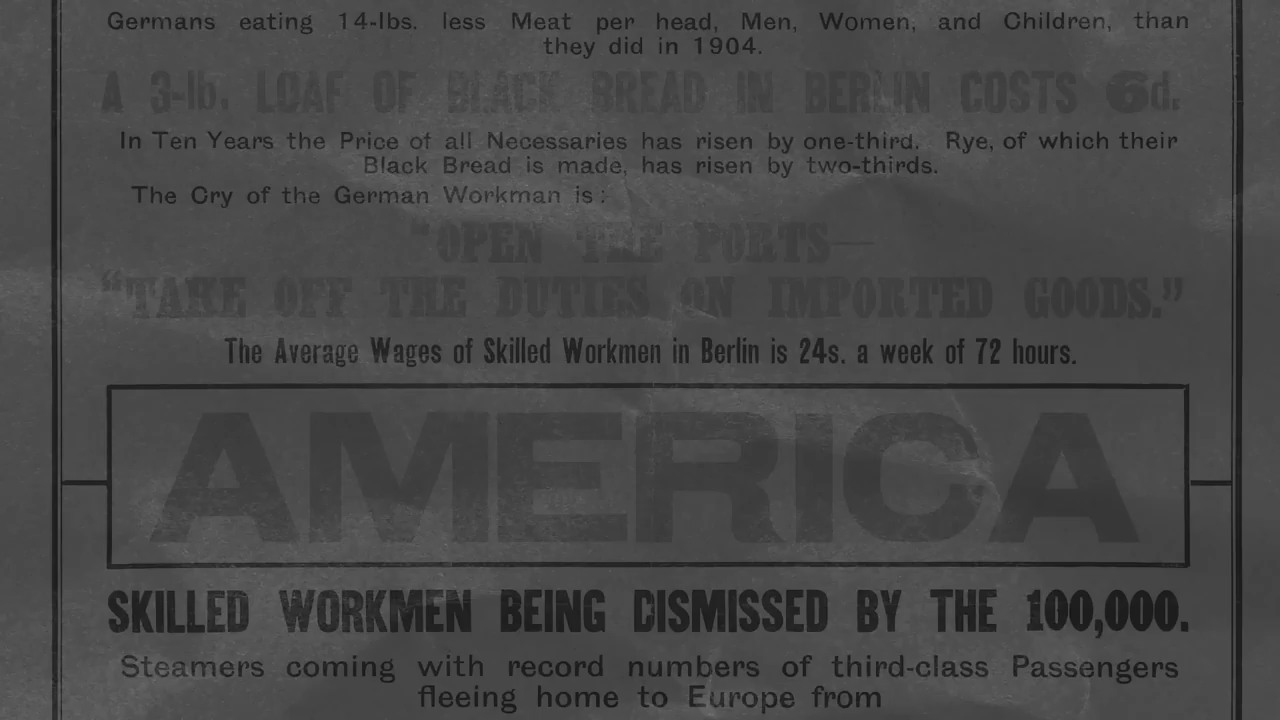 Germans eating 14-lbs. less Meat per head, Men, Women, and Children, than
they did in 1904.
A 3-lb. LOAF OF BLACK BREAD IN BERLIN COSTS 6d.
In Ten Years the Price of all Necessaries has risen by one-third. Rye, of which their
Black Bread is made, has risen by two-thirds.
The Cry of the German Workman is:
"OPEN THE PORTS—
"TAKE OFF THE DUTIES ON IMPORTED GOODS."
The Average Wages of Skilled Workmen in Berlin is 24s. a week of 72 hours.
AMERICA
SKILLED WORKMEN BEING DISMISSED BY THE 100,000.
Steamers coming with record numbers of third-class Passengers
fleeing home to Europe from